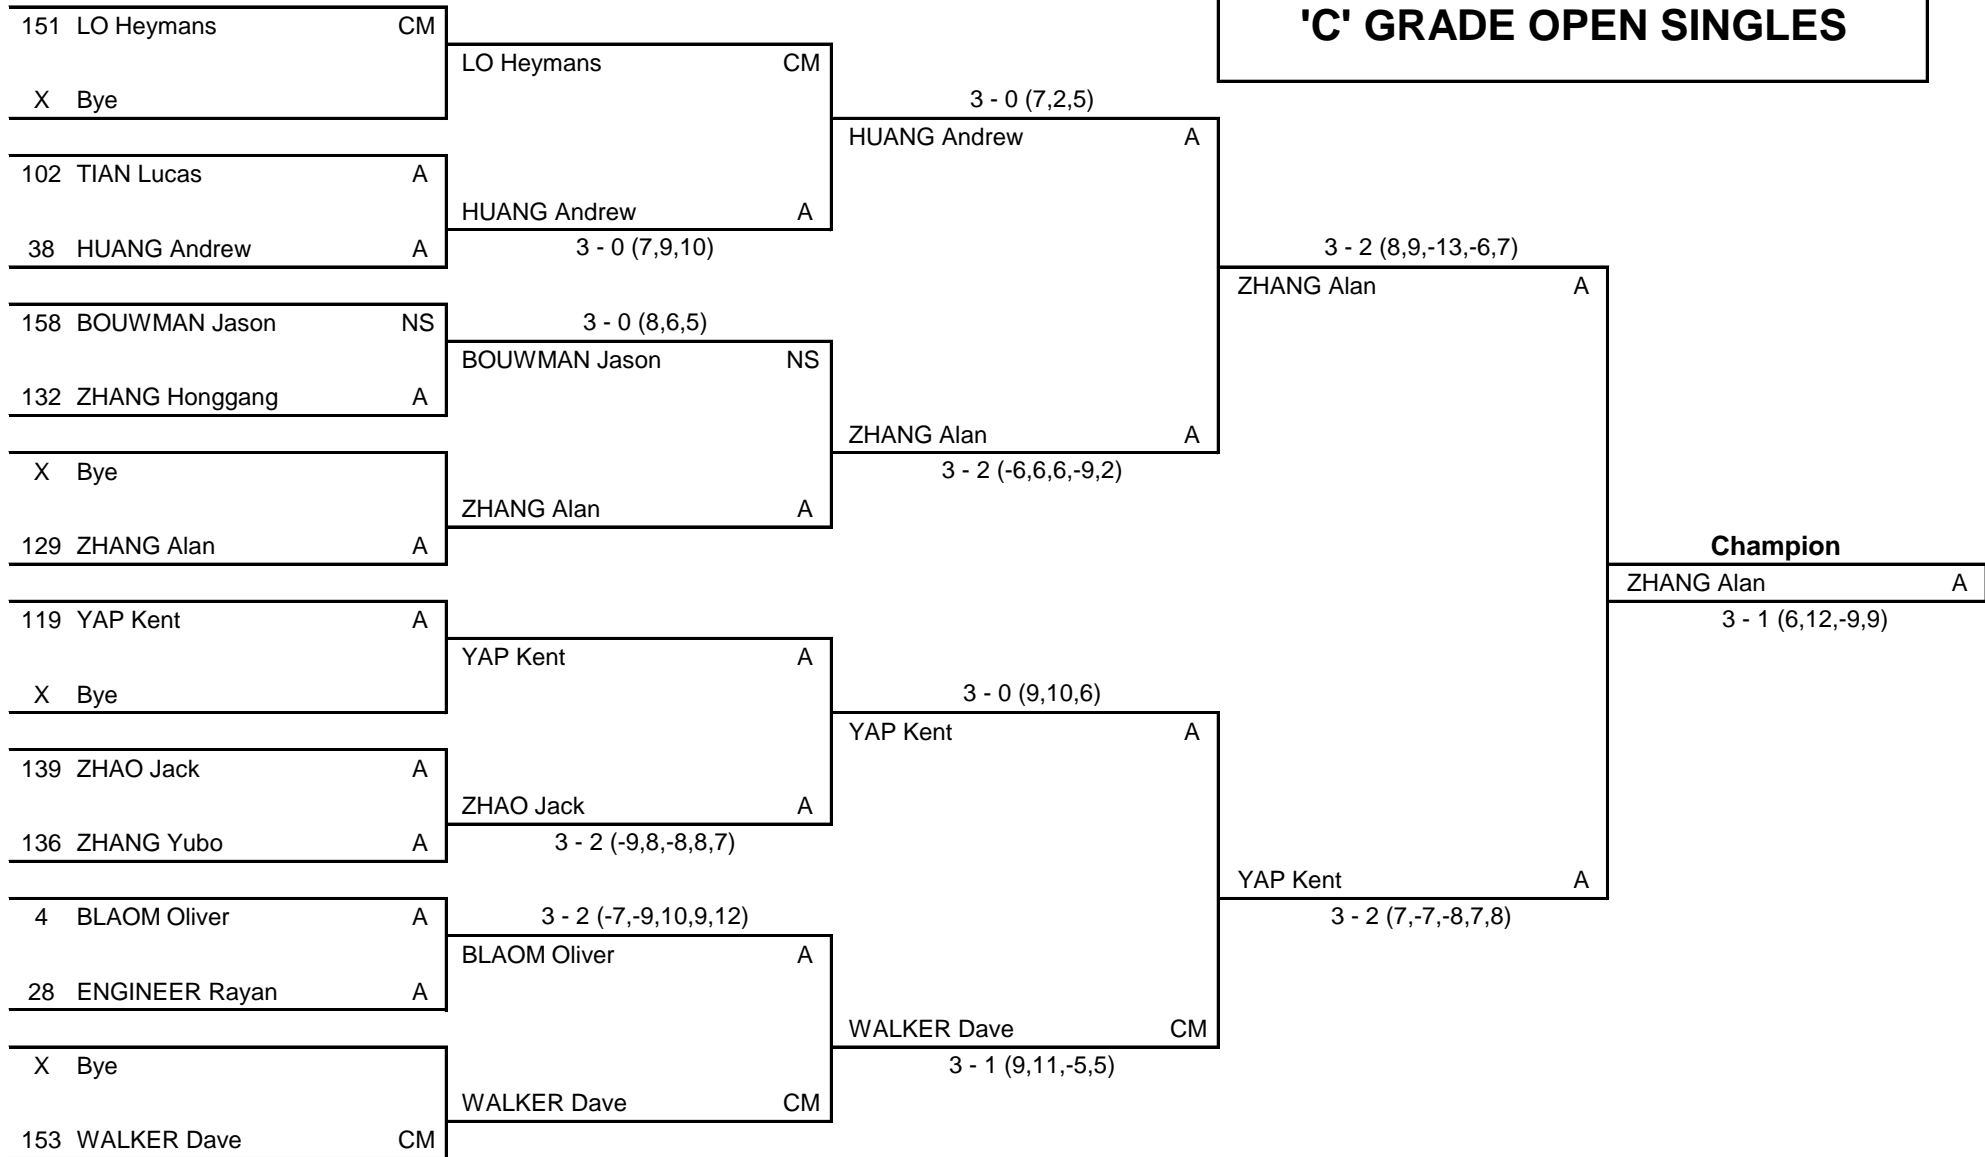 'C' GRADE OPEN SINGLES
151 LO Heymans CM
X Bye
102 TIAN Lucas A
38 HUANG Andrew A
158 BOUWMAN Jason NS
132 ZHANG Honggang A
X Bye
129 ZHANG Alan A
119 YAP Kent A
X Bye
139 ZHAO Jack A
136 ZHANG Yubo A
4 BLAOM Oliver A
28 ENGINEER Rayan A
X Bye
153 WALKER Dave CM
LO Heymans CM
HUANG Andrew A
3 - 0 (7,9,10)
3 - 0 (8,6,5)
BOUWMAN Jason NS
ZHANG Alan A
YAP Kent A
ZHAO Jack A
3 - 2 (-9,8,-8,8,7)
3 - 2 (-7,-9,10,9,12)
BLAOM Oliver A
WALKER Dave CM
3 - 0 (7,2,5)
HUANG Andrew A
ZHANG Alan A
3 - 2 (-6,6,6,-9,2)
3 - 0 (9,10,6)
YAP Kent A
WALKER Dave CM
3 - 1 (9,11,-5,5)
3 - 2 (8,9,-13,-6,7)
ZHANG Alan A
YAP Kent A
3 - 2 (7,-7,-8,7,8)
Champion
ZHANG Alan A
3 - 1 (6,12,-9,9)